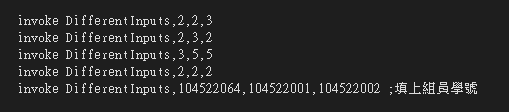 invoke DifferentInputs,2,2,3
invoke DifferentInputs,2,3,2
invoke DifferentInputs,3,5,5
invoke DifferentInputs,2,2,2
invoke DifferentInputs,104522064,104522001,104522002 ;填上組員學號